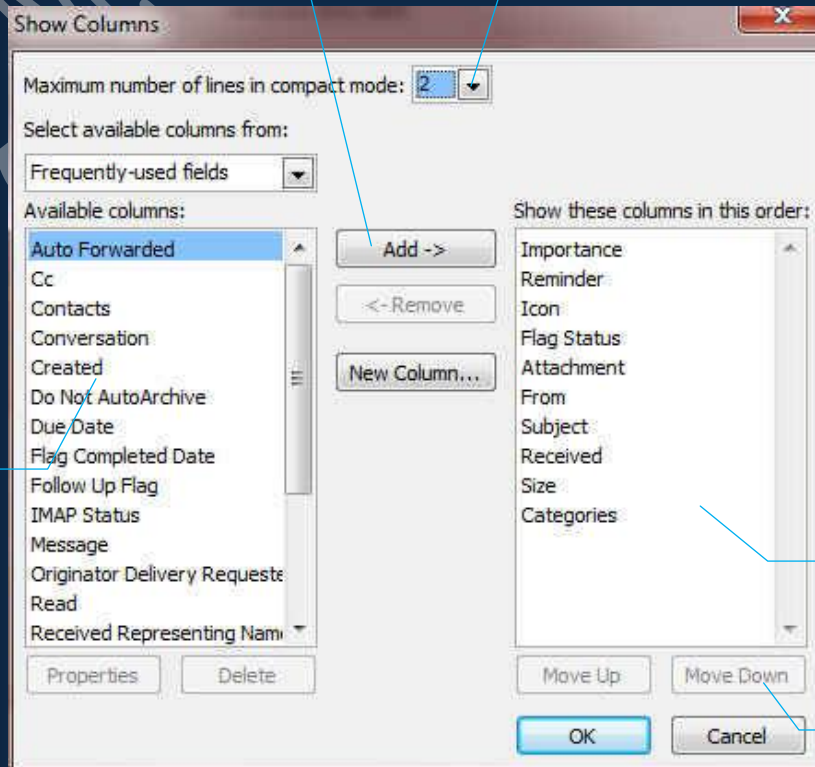 Show Columns
x
Maximum number of lines in compact mode: 2
Select available columns from:
Frequently-used fields
Available columns:
Auto Forwarded
Cc
Contacts
Conversation
Created
Do Not AutoArchive
Due Date
Flag Completed Date
Follow Up Flag
IMAP Status
Message
Originator Delivery Requeste
Read
Received Representing Nam
Properties
Delete
Add ->
<- Remove
New Column...
Show these columns in this order:
Importance
Reminder
Icon
Flag Status
Attachment
From
Subject
Received
Size
Categories
Move Up
Move Down
OK
Cancel